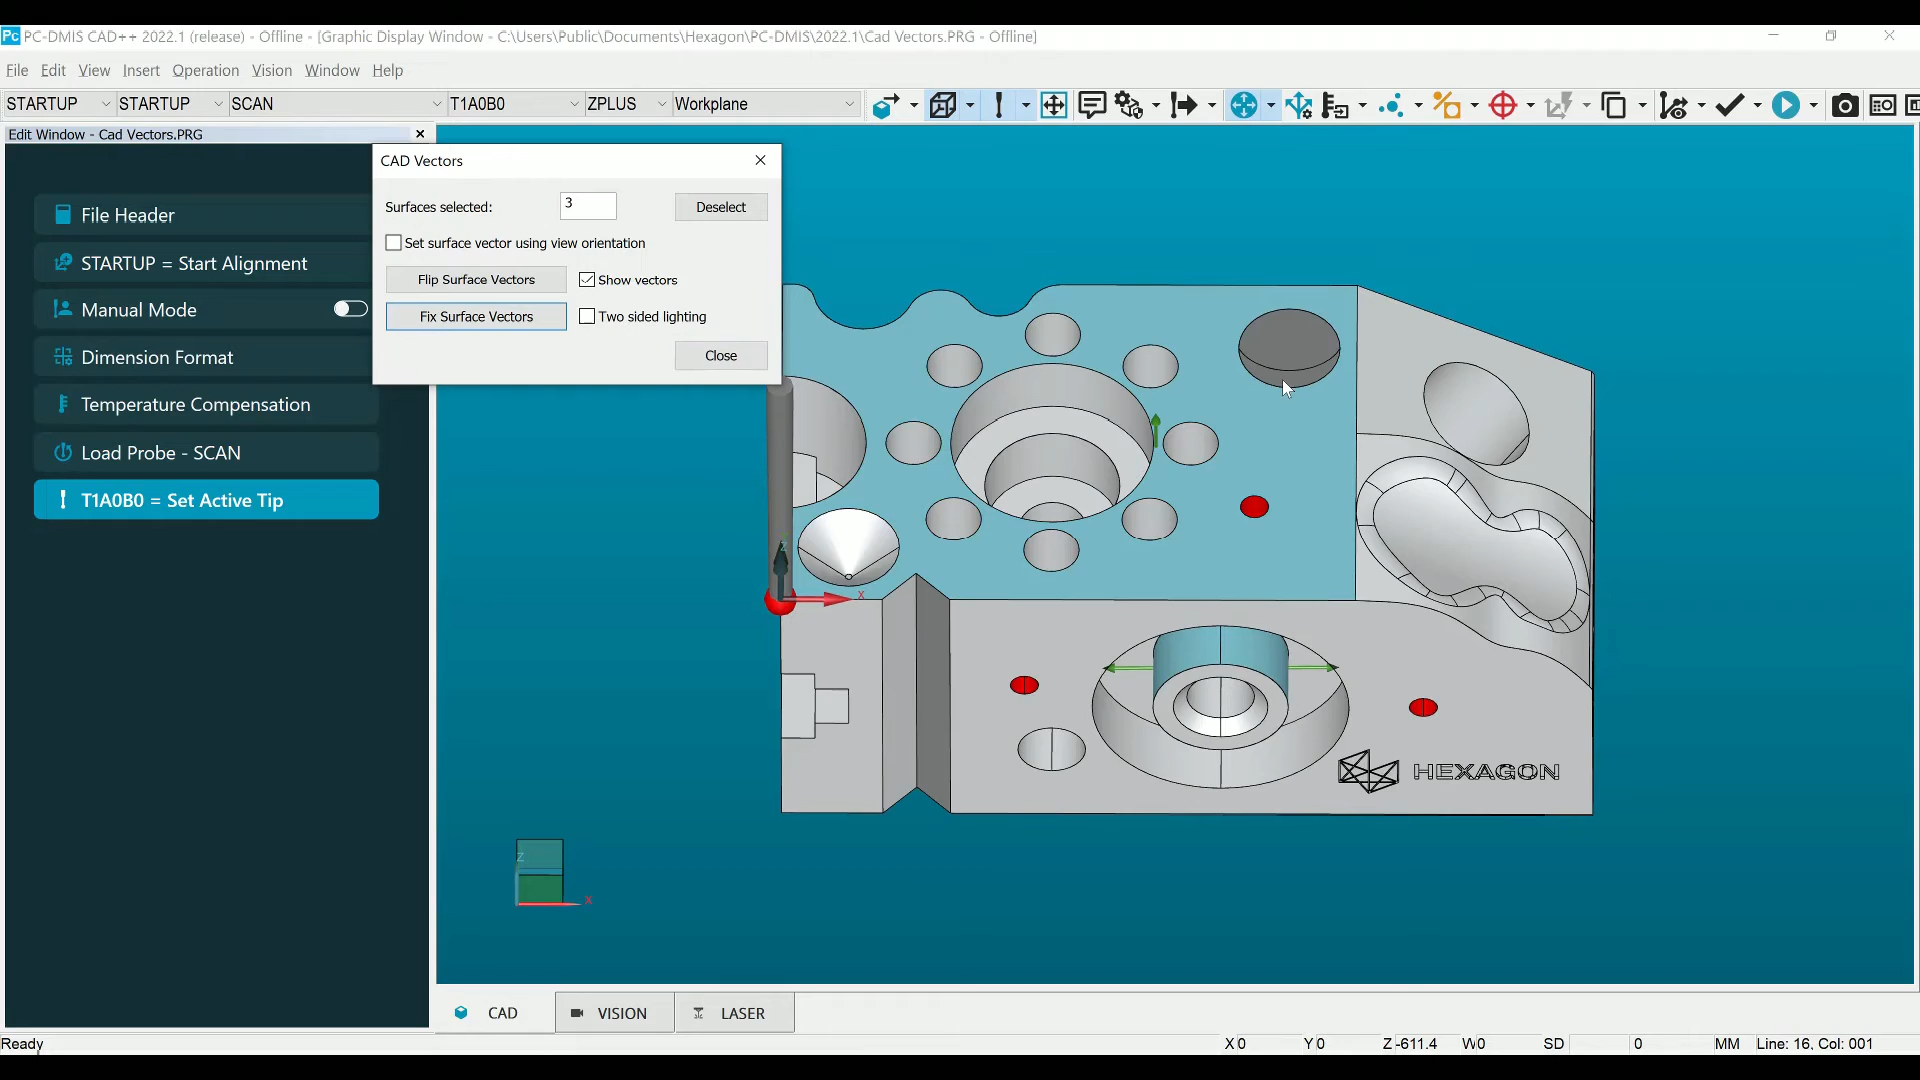 PC-DMIS CAD++ 2022.1 (release) - Offline - [Graphic Display Window - C:\Users\Public\Documents\Hexagon\PC-DMIS\2022.1\Cad Vectors.PRG - Offline]
File Edit View Insert Operation Vision Window Help
STARTUP STARTUP SCAN T1A0B0 ZPLUS Workplane
Edit Window - Cad Vectors.PRG
File Header
STARTUP = Start Alignment
Manual Mode
Dimension Format
Temperature Compensation
Load Probe - SCAN
T1A0B0 = Set Active Tip
CAD Vectors
Surfaces selected: 3 Deselect
Set surface vector using view orientation
Flip Surface Vectors Show vectors
Fix Surface Vectors Two sided lighting
Close
Z
X
HEXAGON
Z
X
CAD VISION LASER
Ready X 0 Y 0 Z -611.4 W 0 SD 0 MM Line: 16, Col: 001